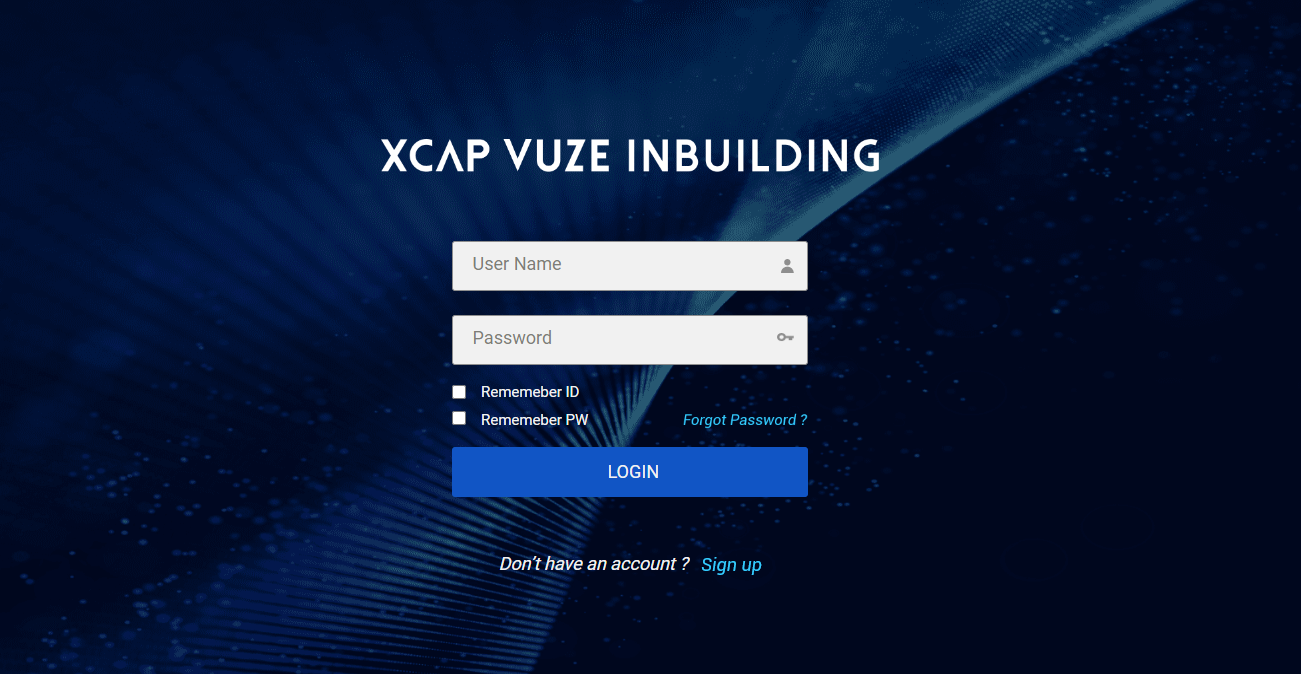 XCAP VUZE INBUILDING
User Name
Password
Rememeber ID
Rememeber PW Forgot Password ?
LOGIN
Don't have an account ? Sign up